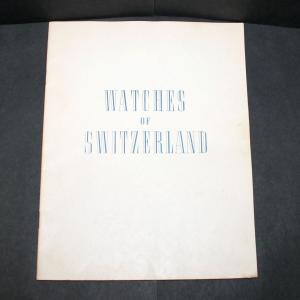 WATCHES
OF
SWITZERLAND